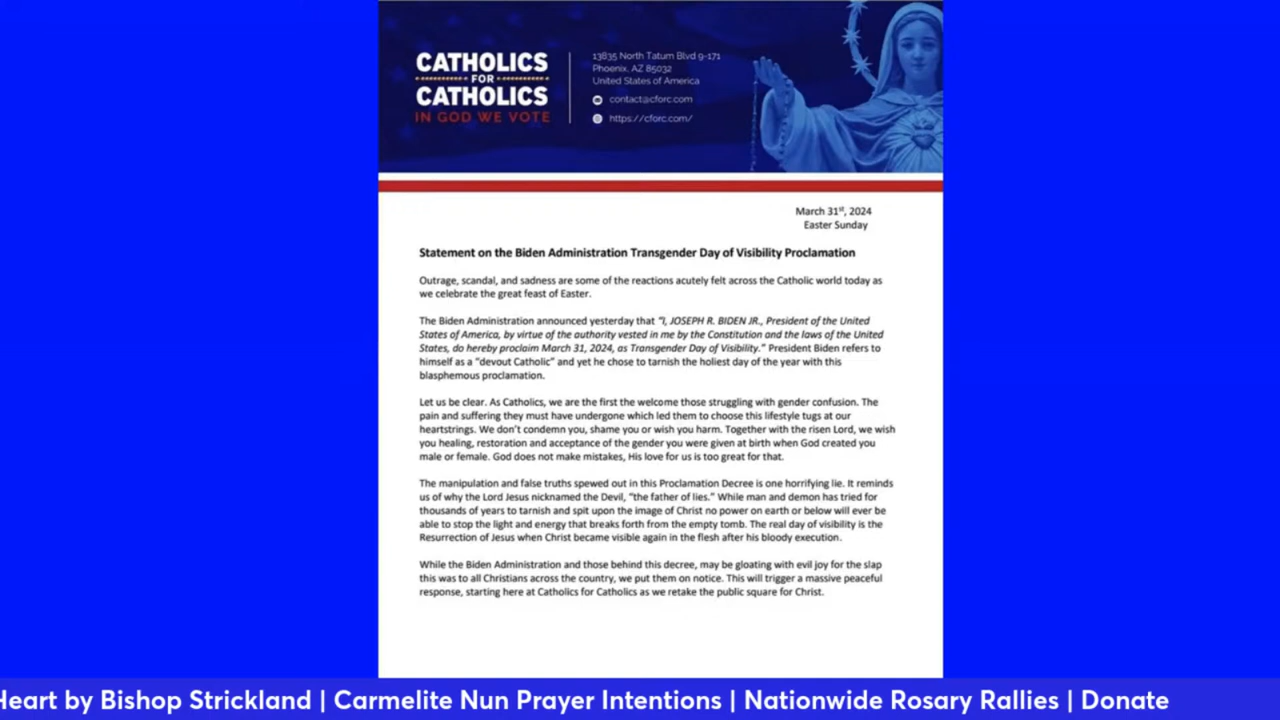 CATHOLICS
FOR
CATHOLICS
IN GOD WE VOTE
13835 North Tatum Blvd 9-171
Phoenix, AZ 85032
United States of America
contact@cforc.com
https://cforc.com/
March 31st, 2024
Easter Sunday
Statement on the Biden Administration Transgender Day of Visibility Proclamation
Outrage, scandal, and sadness are some of the reactions acutely felt across the Catholic world today as
we celebrate the great feast of Easter.
The Biden Administration announced yesterday that "I, JOSEPH R. BIDEN JR., President of the United
States of America, by virtue of the authority vested in me by the Constitution and the laws of the United
States, do hereby proclaim March 31, 2024, as Transgender Day of Visibility." President Biden refers to
himself as a "devout Catholic" and yet he chose to tarnish the holiest day of the year with this
blasphemous proclamation.
Let us be clear. As Catholics, we are the first the welcome those struggling with gender confusion. The
pain and suffering they must have undergone which led them to choose this lifestyle tugs at our
heartstrings. We don't condemn you, shame you or wish you harm. Together with the risen Lord, we wish
you healing, restoration and acceptance of the gender you were given at birth when God created you
male or female. God does not make mistakes, His love for us is too great for that.
The manipulation and false truths spewed out in this Proclamation Decree is one horrifying lie. It reminds
us of why the Lord Jesus nicknamed the Devil, "the father of lies." While man and demon has tried for
thousands of years to tarnish and spit upon the image of Christ no power on earth or below will ever be
able to stop the light and energy that breaks forth from the empty tomb. The real day of visibility is the
Resurrection of Jesus when Christ became visible again in the flesh after his bloody execution.
While the Biden Administration and those behind this decree, may be gloating with evil joy for the slap
this was to all Christians across the country, we put them on notice. This will trigger a massive peaceful
response, starting here at Catholics for Catholics as we retake the public square for Christ.
Heart by Bishop Strickland | Carmelite Nun Prayer Intentions | Nationwide Rosary Rallies | Donate